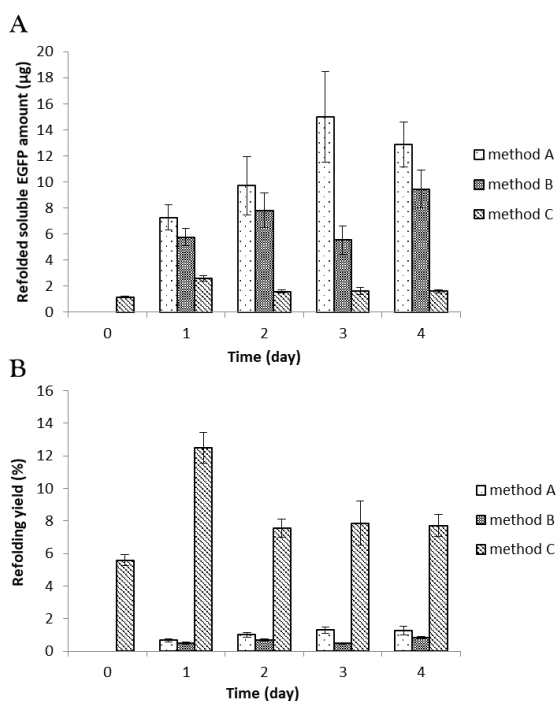 A
Refolded soluble EGFP amount (µg)
20
18
16
14
12
10
8
6
4
2
0
0 1 2 3 4
Time (day)
method A
method B
method C
B
Refolding yield (%)
16
14
12
10
8
6
4
2
0
0 1 2 3 4
Time (day)
method A
method B
method C